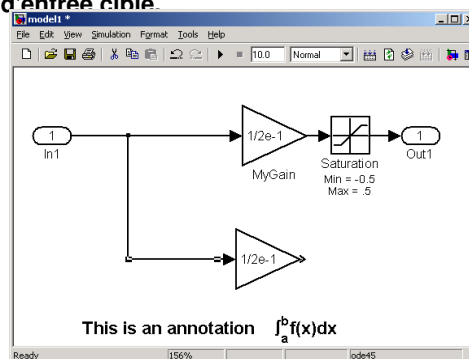 d'entrée cible.
model1 *
File Edit View Simulation Format Tools Help
10.0 Normal
1
In1
1/2e-1
MyGain
Saturation
Min = -0.5
Max = .5
1
Out1
1/2e-1
This is an annotation ∫ᵇₐf(x)dx
Ready 156% ode45